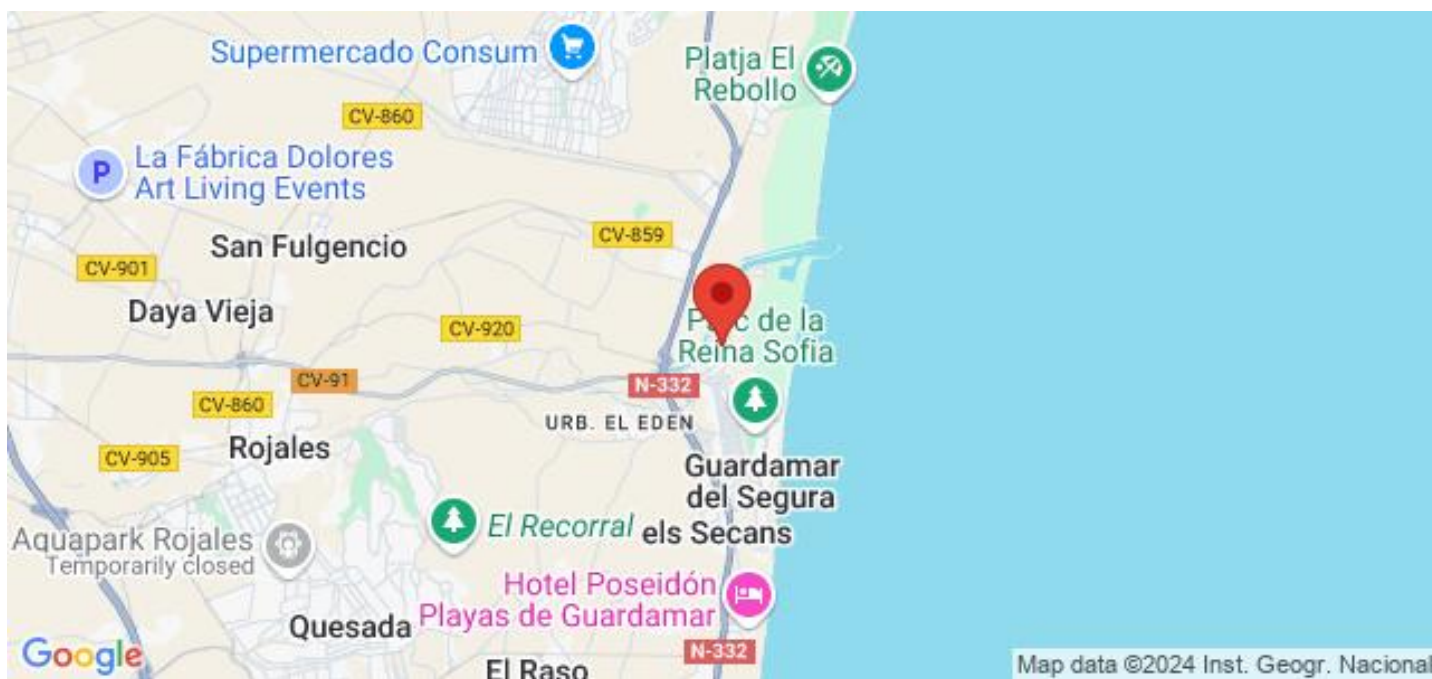 Supermercado Consum
Platja El
Rebollo
CV-860
P
La Fábrica Dolores
Art Living Events
San Fulgencio
CV-859
CV-901
Daya Vieja
CV-920
Parc de la
Reina Sofia
CV-91
N-332
CV-860
URB. EL EDEN
Rojales
CV-905
Guardamar
del Segura
El Recorral
els Secans
Aquapark Rojales
Temporarily closed
Hotel Poseidón
Playas de Guardamar
Quesada
N-332
El Raso
Google
Map data ©2024 Inst. Geogr. Nacional